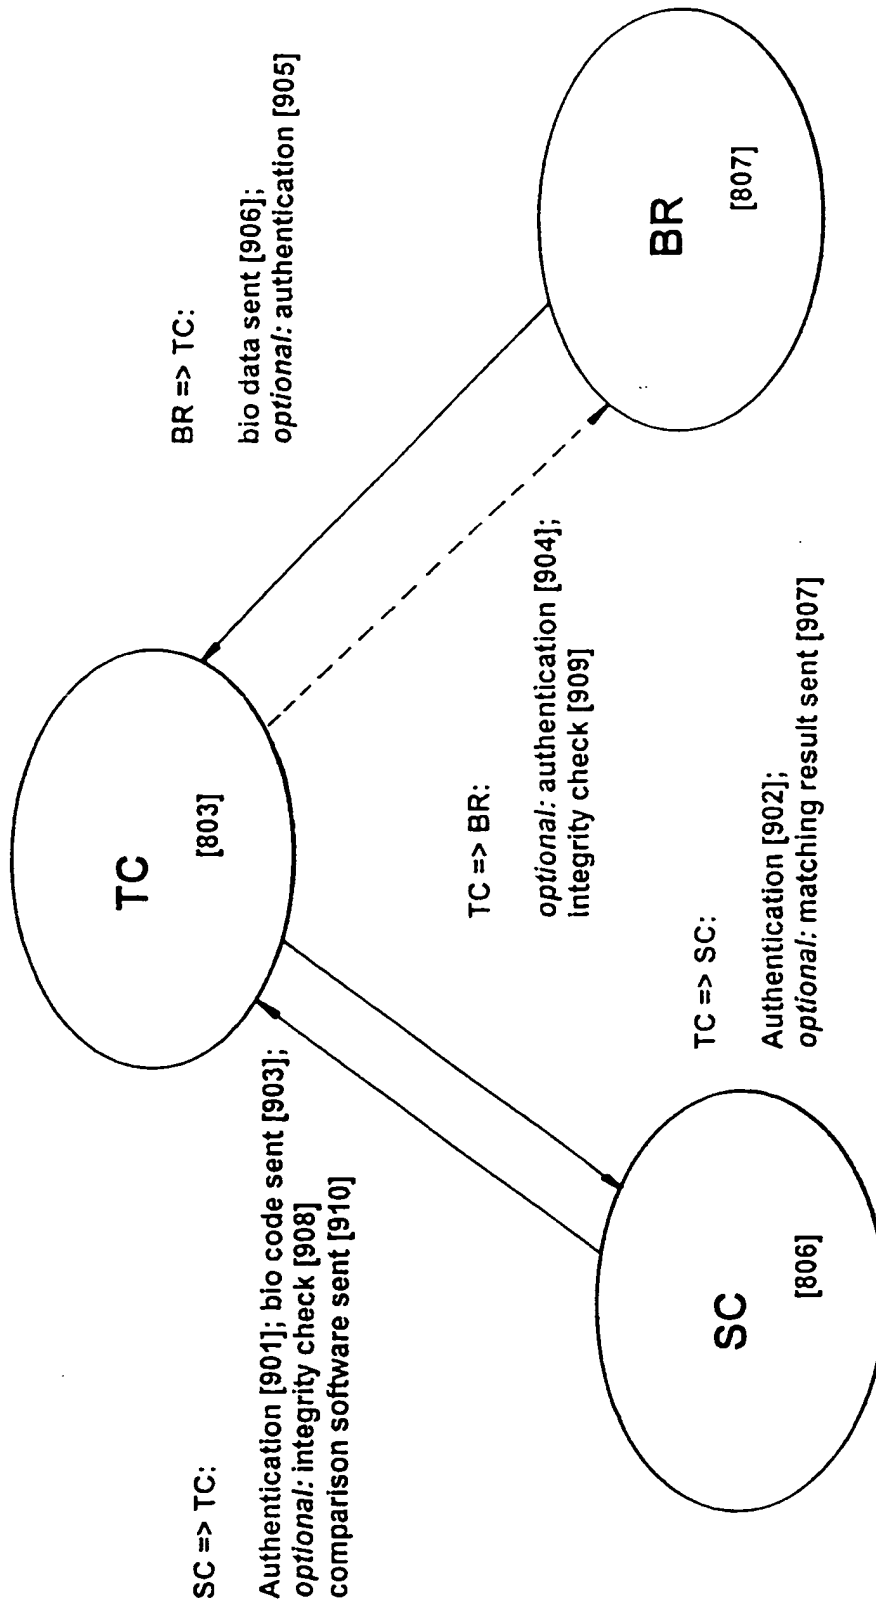 SC => TC:
Authentication [901]; bio code sent [903];
optional: integrity check [908]
comparison software sent [910]
TC
[803]
BR => TC:
bio data sent [906];
optional: authentication [905]
TC => BR:
optional: authentication [904];
integrity check [909]
TC => SC:
Authentication [902];
optional: matching result sent [907]
SC
[806]
BR
[807]